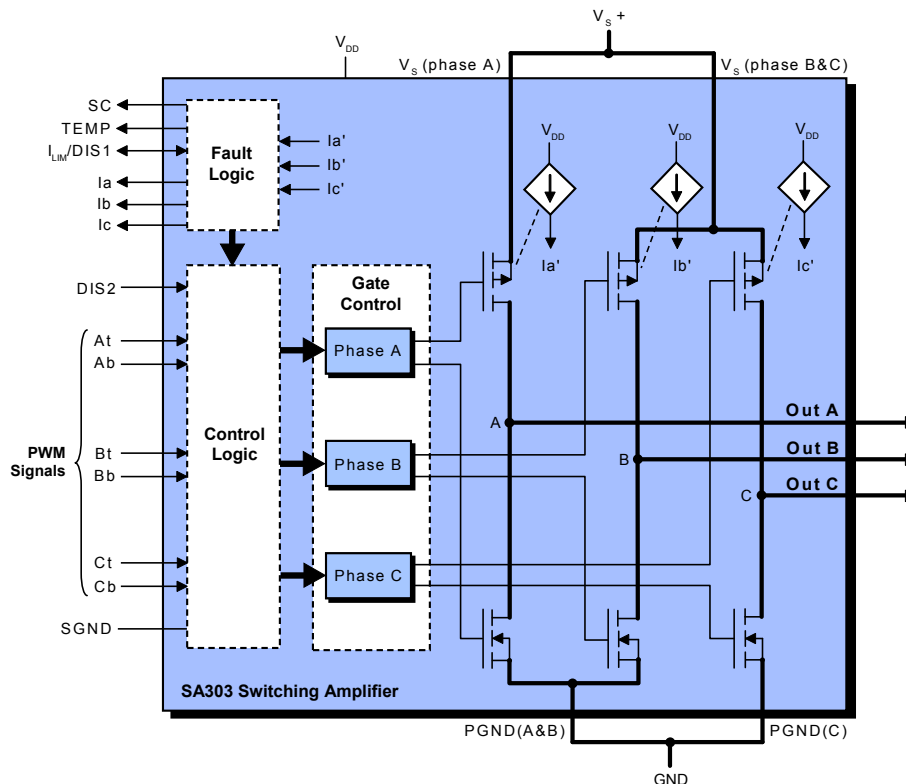 VS +
VDD
VS (phase A)
VS (phase B&C)
SC
TEMP
ILIM/DIS1
Ia
Ib
Ic
Fault
Logic
Ia'
Ib'
Ic'
VDD
VDD
VDD
Ia'
Ib'
Ic'
DIS2
At
Ab
PWM
Signals
Bt
Bb
Ct
Cb
SGND
Control
Logic
Gate
Control
Phase A
Phase B
Phase C
A
B
C
Out A
Out B
Out C
SA303 Switching Amplifier
PGND(A&B)
PGND(C)
GND